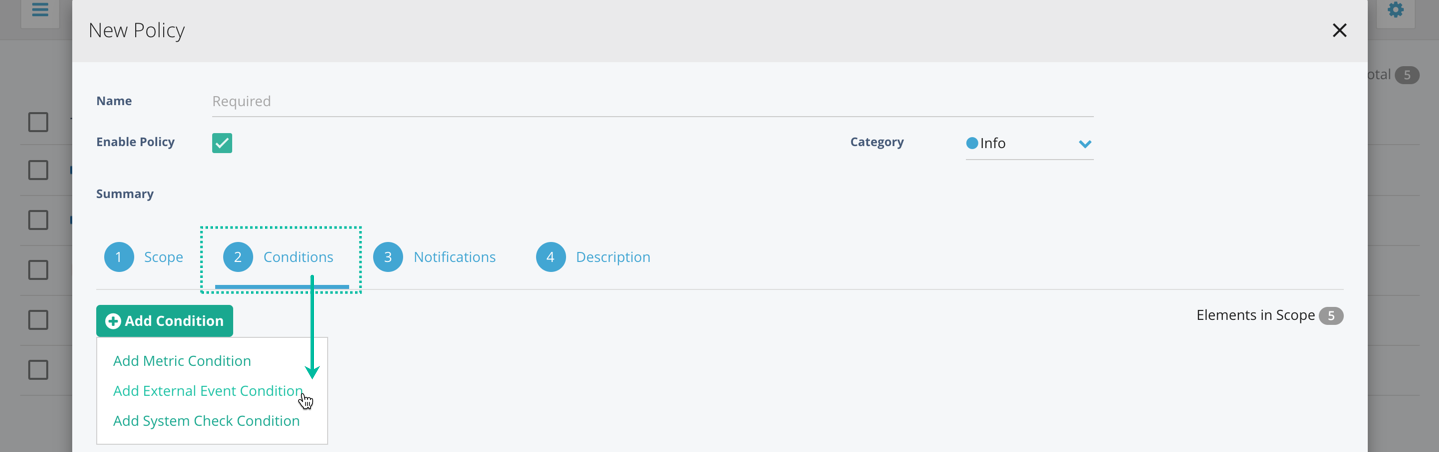 New Policy
otal 5
Name Required
Enable Policy
Category Info
Summary
1 Scope 2 Conditions 3 Notifications 4 Description
Add Condition
Elements in Scope 5
Add Metric Condition
Add External Event Condition
Add System Check Condition